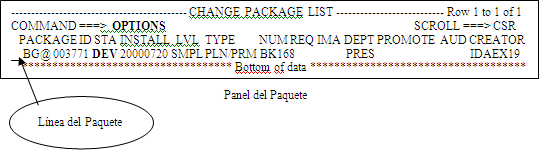 ------------------------------------ CHANGE PACKAGE LIST ---------------------- Row 1 to 1 of 1
COMMAND ===> OPTIONS SCROLL ===> CSR
PACKAGE ID STA INSTALL LVL TYPE NUM REQ IMA DEPT PROMOTE AUD CREATOR
BG@003771 DEV 20000720 SMPL PLN/PRM BK168 PRES IDAEX19
****************************** Bottom of data ******************************
Panel del Paquete
Línea del Paquete